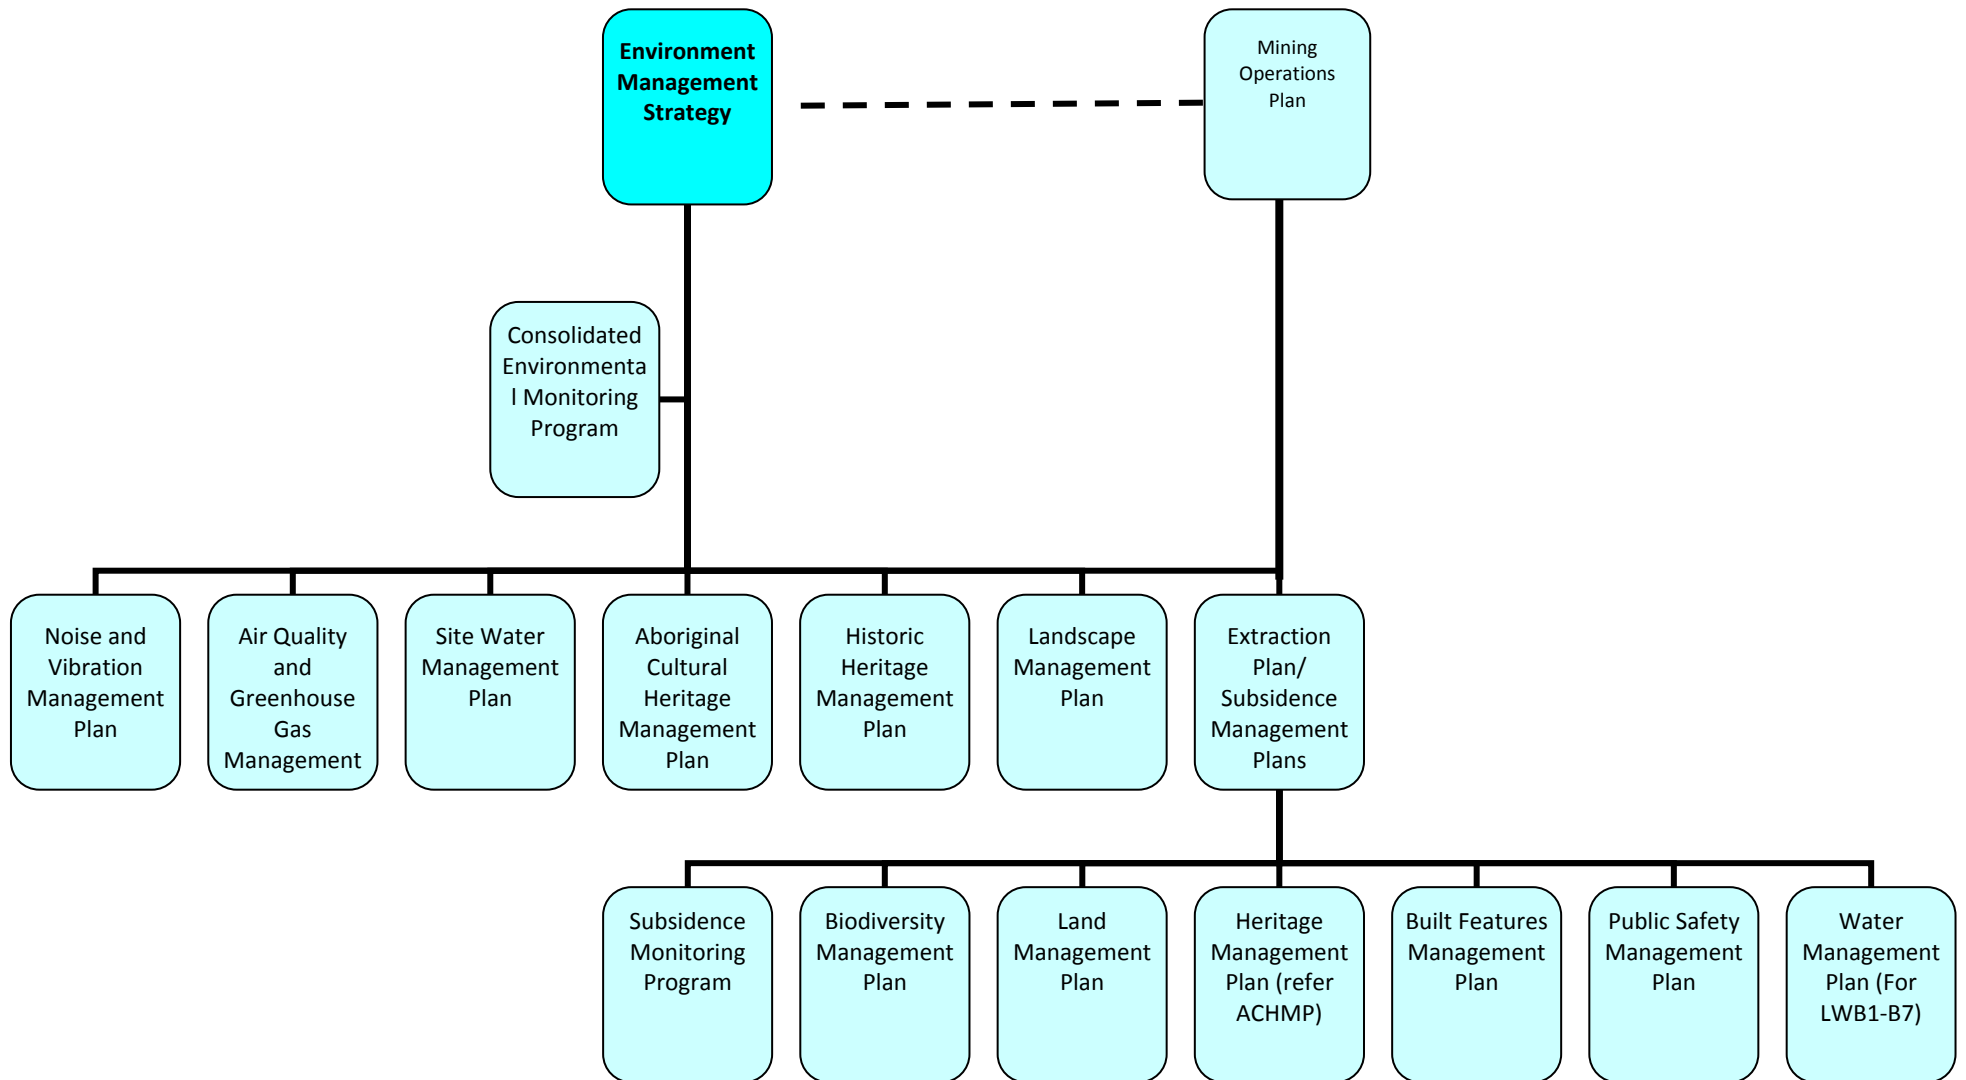 Environment
Management
Strategy
Mining
Operations
Plan
Consolidated
Environmenta
l Monitoring
Program
Noise and
Vibration
Management
Plan
Air Quality
and
Greenhouse
Gas
Management
Site Water
Management
Plan
Aboriginal
Cultural
Heritage
Management
Plan
Historic
Heritage
Management
Plan
Landscape
Management
Plan
Extraction
Plan/
Subsidence
Management
Plans
Subsidence
Monitoring
Program
Biodiversity
Management
Plan
Land
Management
Plan
Heritage
Management
Plan (refer
ACHMP)
Built Features
Management
Plan
Public Safety
Management
Plan
Water
Management
Plan (For
LWB1-B7)